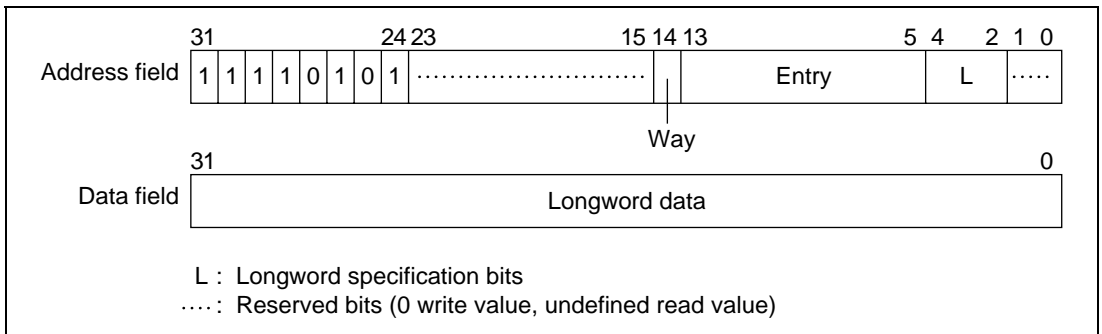 31 24 23 15 14 13 5 4 2 1 0
Address field 1 1 1 1 0 1 0 1 ............................ Entry L .....
Way
31 0
Data field Longword data
L : Longword specification bits
.... : Reserved bits (0 write value, undefined read value)